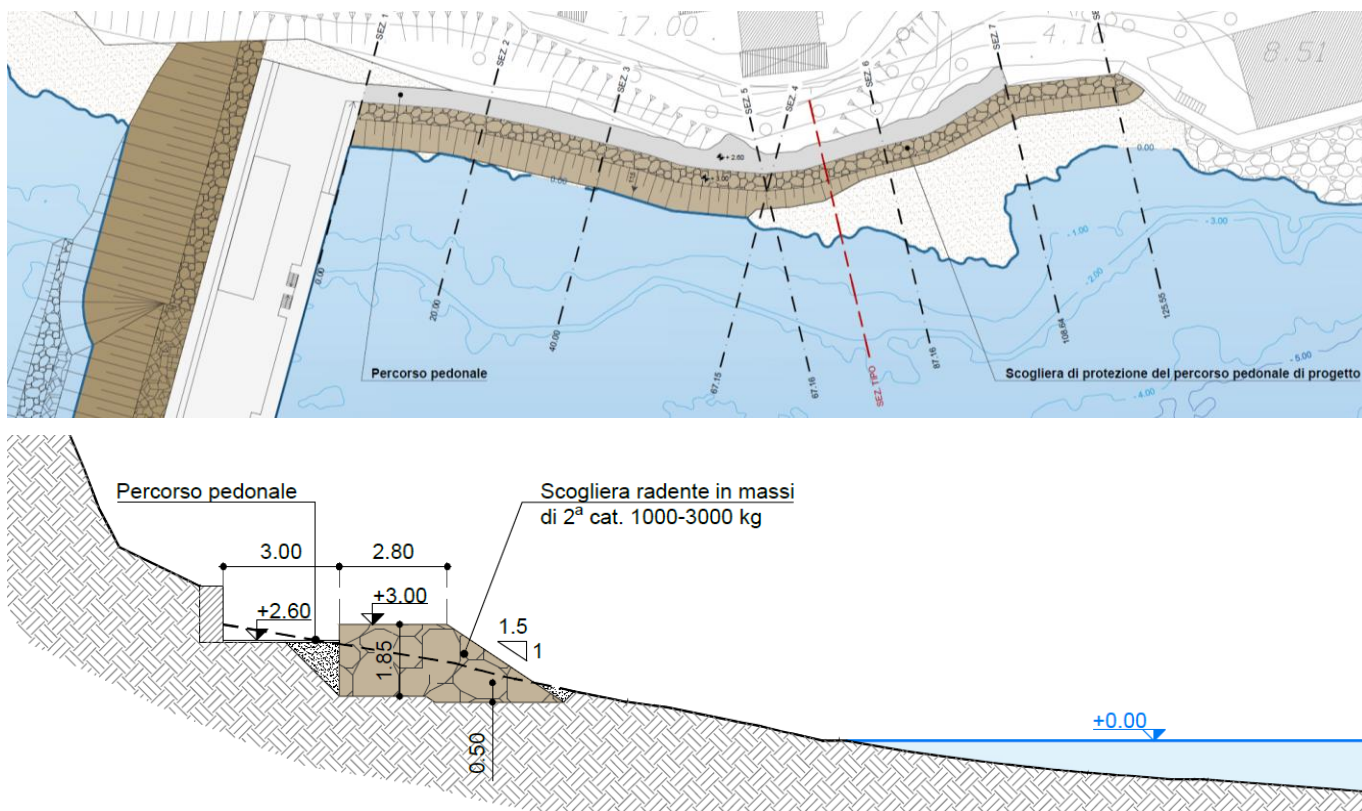 SEZ. 1
SEZ. 2
SEZ. 3
17.00
SEZ. 5
SEZ. 4
SEZ. 6
SEZ. 7
4.10
8.51
+ 2.60
+ 3.00
0.00
0.00
0.00
20.00
40.00
67.15
67.16
SEZ. TIPO
87.16
108.64
125.55
- 1.00
- 2.00
- 3.00
- 4.00
- 5.00
Percorso pedonale
Scogliera di protezione del percorso pedonale di progetto
Percorso pedonale
Scogliera radente in massi
di 2ª cat. 1000-3000 kg
3.00
2.80
+2.60
+3.00
1.5
1
1.85
0.50
+0.00